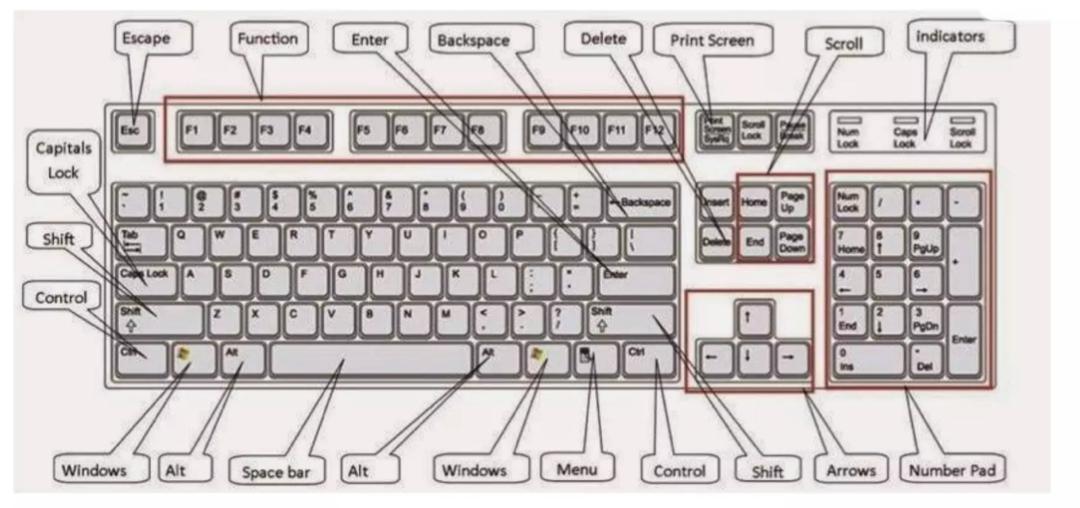 Escape
Function
Enter
Backspace
Delete
Print Screen
Scroll
indicators
Capitals
Lock
Shift
Control
Esc
F1 F2 F3 F4
F5 F6 F7 F8
F9 F10 F11 F12
Print
Screen
SysRq
Scroll
Lock
Pause
Break
Num
Lock
Caps
Lock
Scroll
Lock
~
! 1
@ 2
# 3
$ 4
% 5
^ 6
& 7
* 8
( 9
) 0
+ =
←Backspace
Insert
Home
Page
Up
Num
Lock
/
-
Tab
Q W E R T Y U I O P
{ [
} ]
| \
Delete
End
Page
Down
7
Home
8
↑
9
PgUp
+
Caps Lock
A S D F G H J K L
: ;
Enter
4
←
5
6
→
Shift
⇧
Z X C V B N M
< ,
> .
? /
Shift
⇧
↑
1
End
2
↓
3
PgDn
Enter
Ctrl
Alt
Alt
Ctrl
← ↓ →
0
Ins
.
Del
Windows
Alt
Space bar
Alt
Windows
Menu
Control
Shift
Arrows
Number Pad